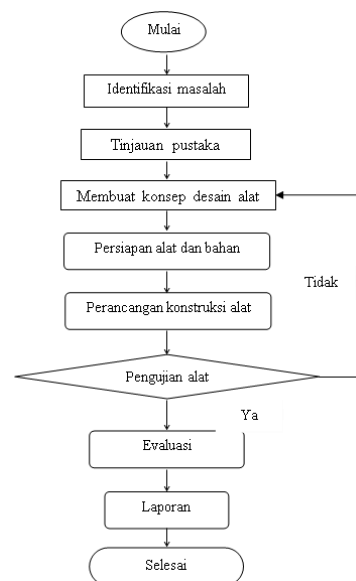 Mulai
Identifikasi masalah
Tinjauan pustaka
Membuat konsep desain alat
Persiapan alat dan bahan
Tidak
Perancangan konstruksi alat
Pengujian alat
Ya
Evaluasi
Laporan
Selesai